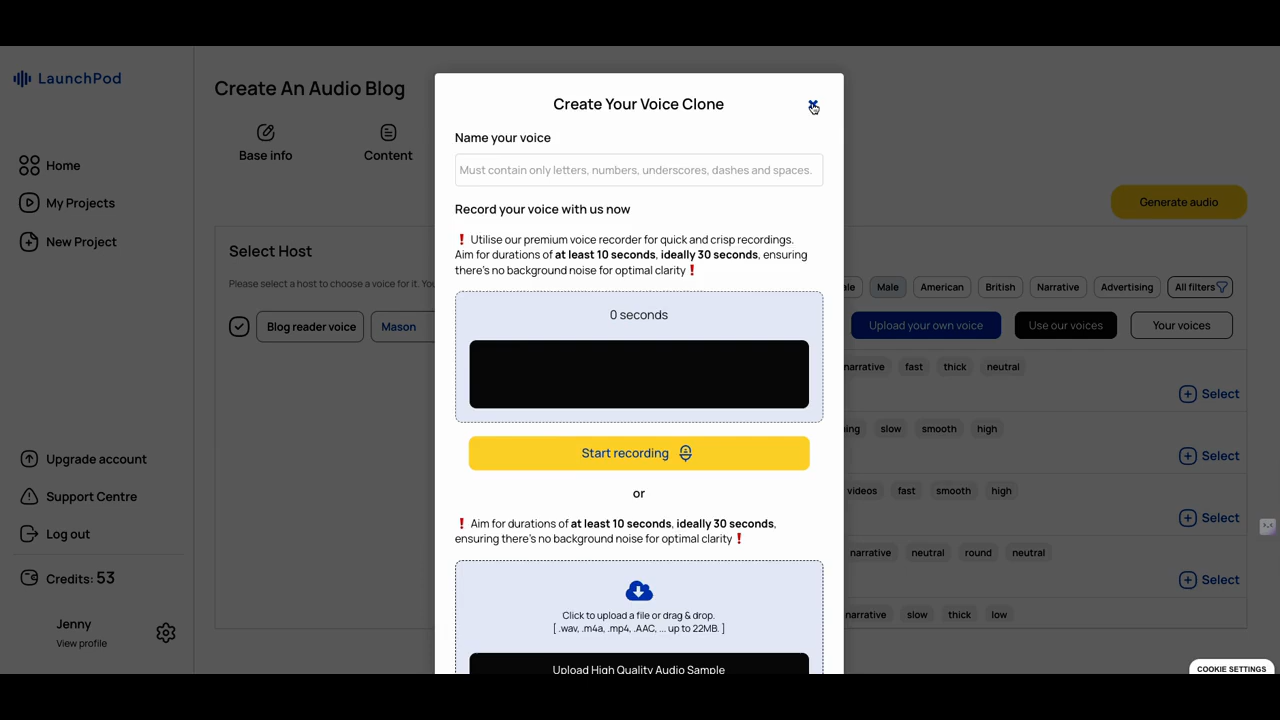 LaunchPod
Home
My Projects
New Project
Upgrade account
Support Centre
Log out
Credits: 53
Jenny
View profile
Create An Audio Blog
Base info
Content
Generate audio
Select Host
Please select a host to choose a voice for it. You
Blog reader voice
Mason
Male
American
British
Narrative
Advertising
All filters
Upload your own voice
Use our voices
Your voices
narrative fast thick neutral
Select
slow smooth high
Select
videos fast smooth high
Select
narrative neutral round neutral
Select
narrative slow thick low
Create Your Voice Clone
Name your voice
Must contain only letters, numbers, underscores, dashes and spaces.
Record your voice with us now
❗ Utilise our premium voice recorder for quick and crisp recordings.
Aim for durations of at least 10 seconds, ideally 30 seconds, ensuring
there's no background noise for optimal clarity ❗
0 seconds
Start recording
or
❗ Aim for durations of at least 10 seconds, ideally 30 seconds,
ensuring there's no background noise for optimal clarity ❗
Click to upload a file or drag & drop.
[ .wav, .m4a, .mp4, .AAC, ... up to 22MB. ]
Upload High Quality Audio Sample
COOKIE SETTINGS